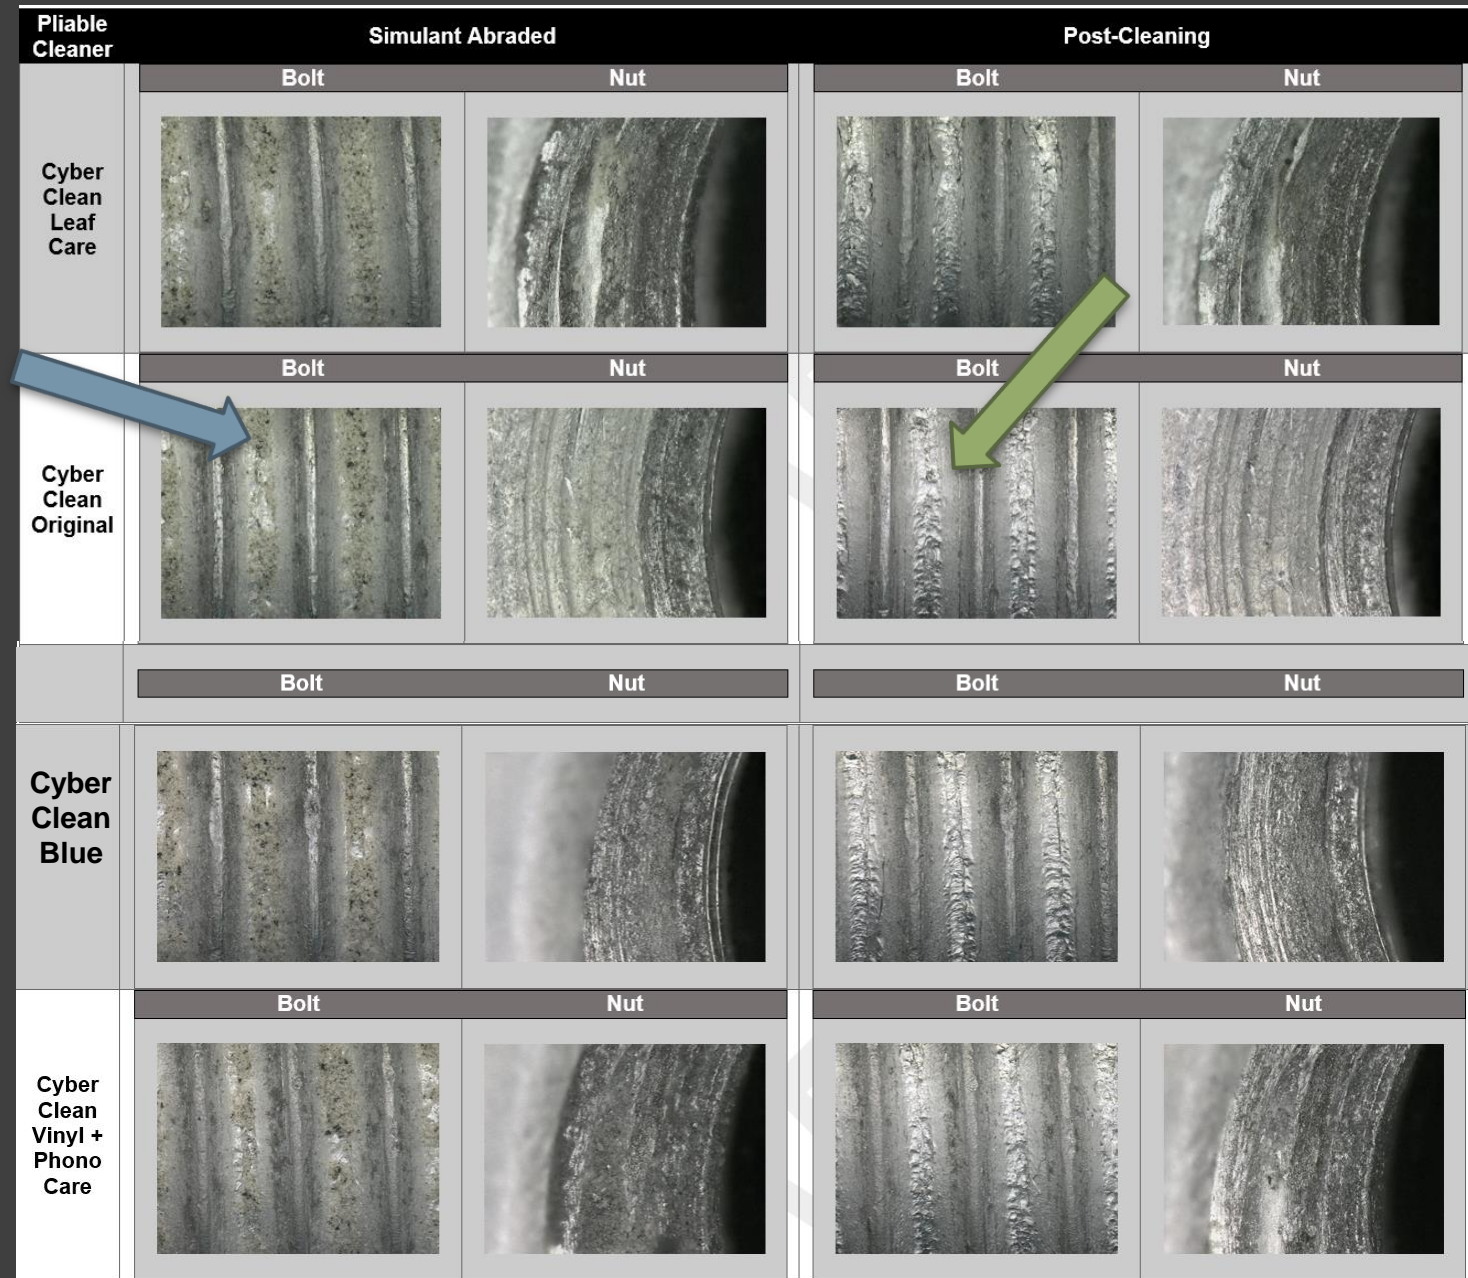 Pliable
Cleaner
Simulant Abraded
Post-Cleaning
Bolt
Nut
Bolt
Nut
Cyber
Clean
Leaf
Care
Bolt
Nut
Bolt
Nut
Cyber
Clean
Original
Bolt
Nut
Bolt
Nut
Cyber
Clean
Blue
Bolt
Nut
Bolt
Nut
Cyber
Clean
Vinyl +
Phono
Care